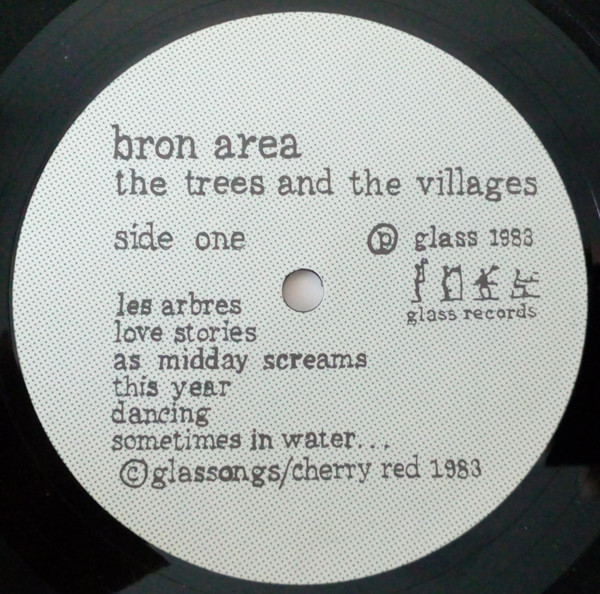 bron area
the trees and the villages
side one
ⓟ glass 1983
glass records
les arbres
love stories
as midday screams
this year
dancing
sometimes in water...
© glassongs/cherry red 1983